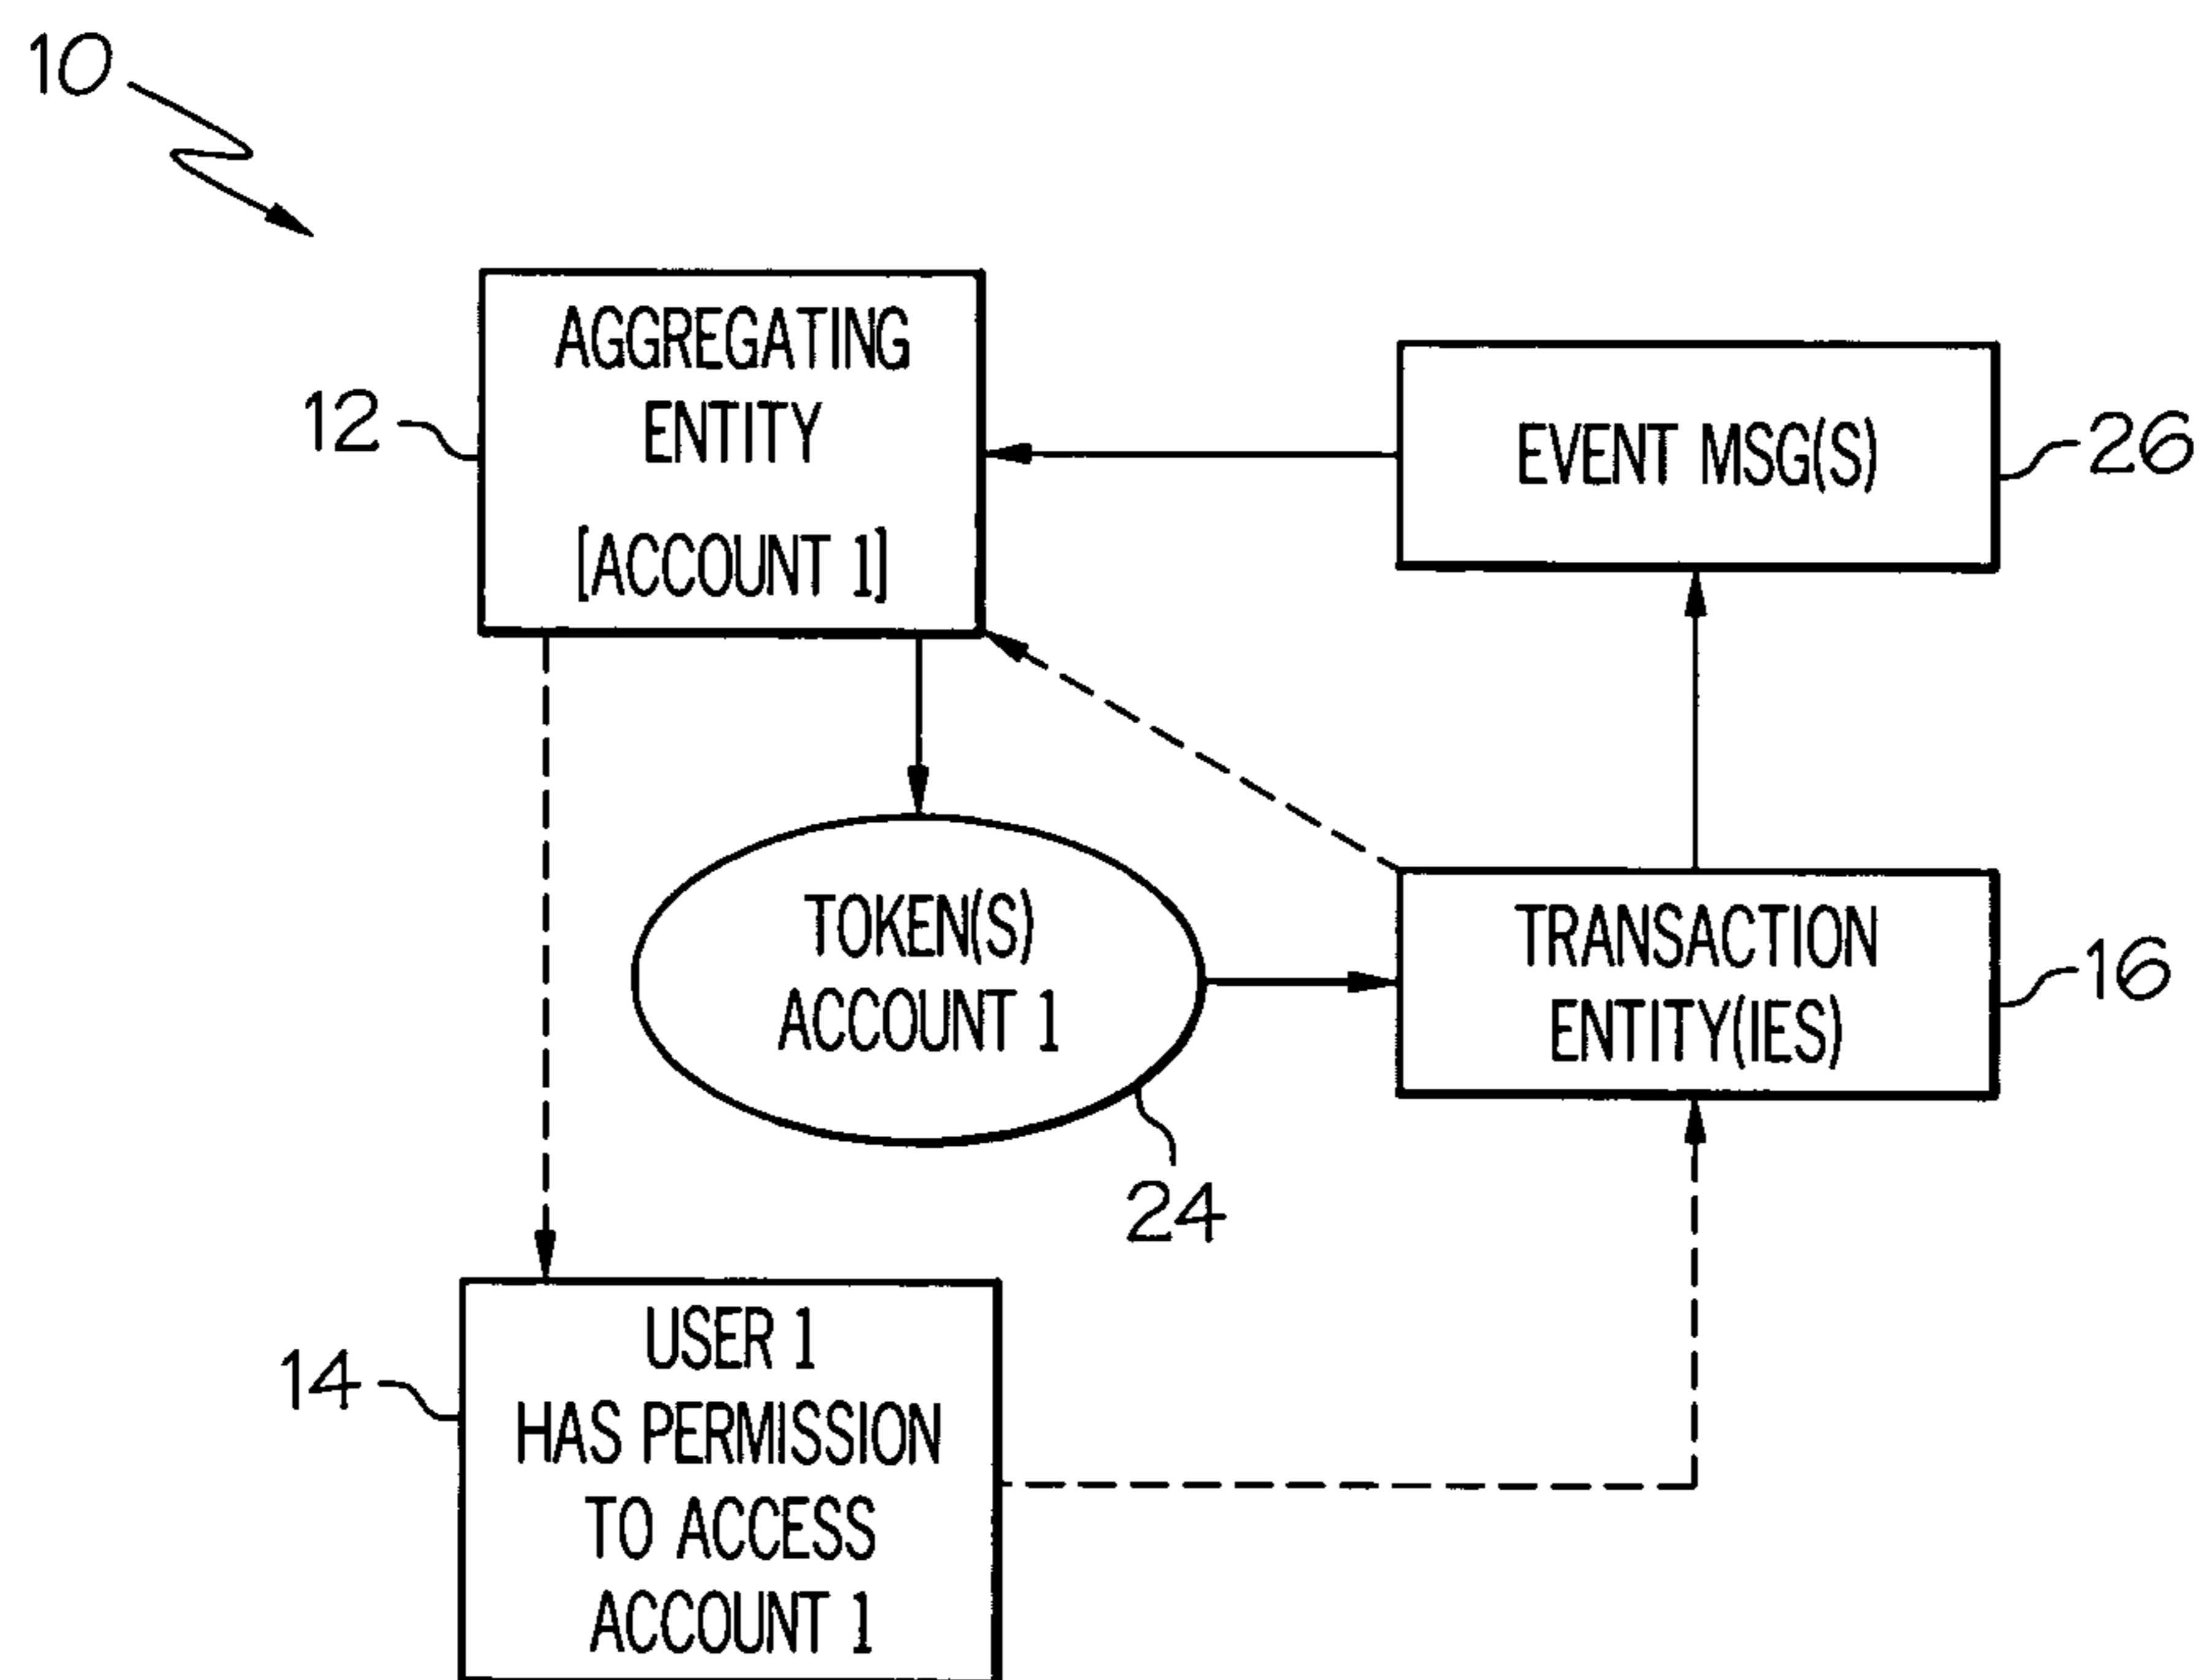 10
AGGREGATING
ENTITY
[ACCOUNT 1]
12
EVENT MSG(S)
26
TOKEN(S)
ACCOUNT 1
24
TRANSACTION
ENTITY(IES)
16
USER 1
HAS PERMISSION
TO ACCESS
ACCOUNT 1
14